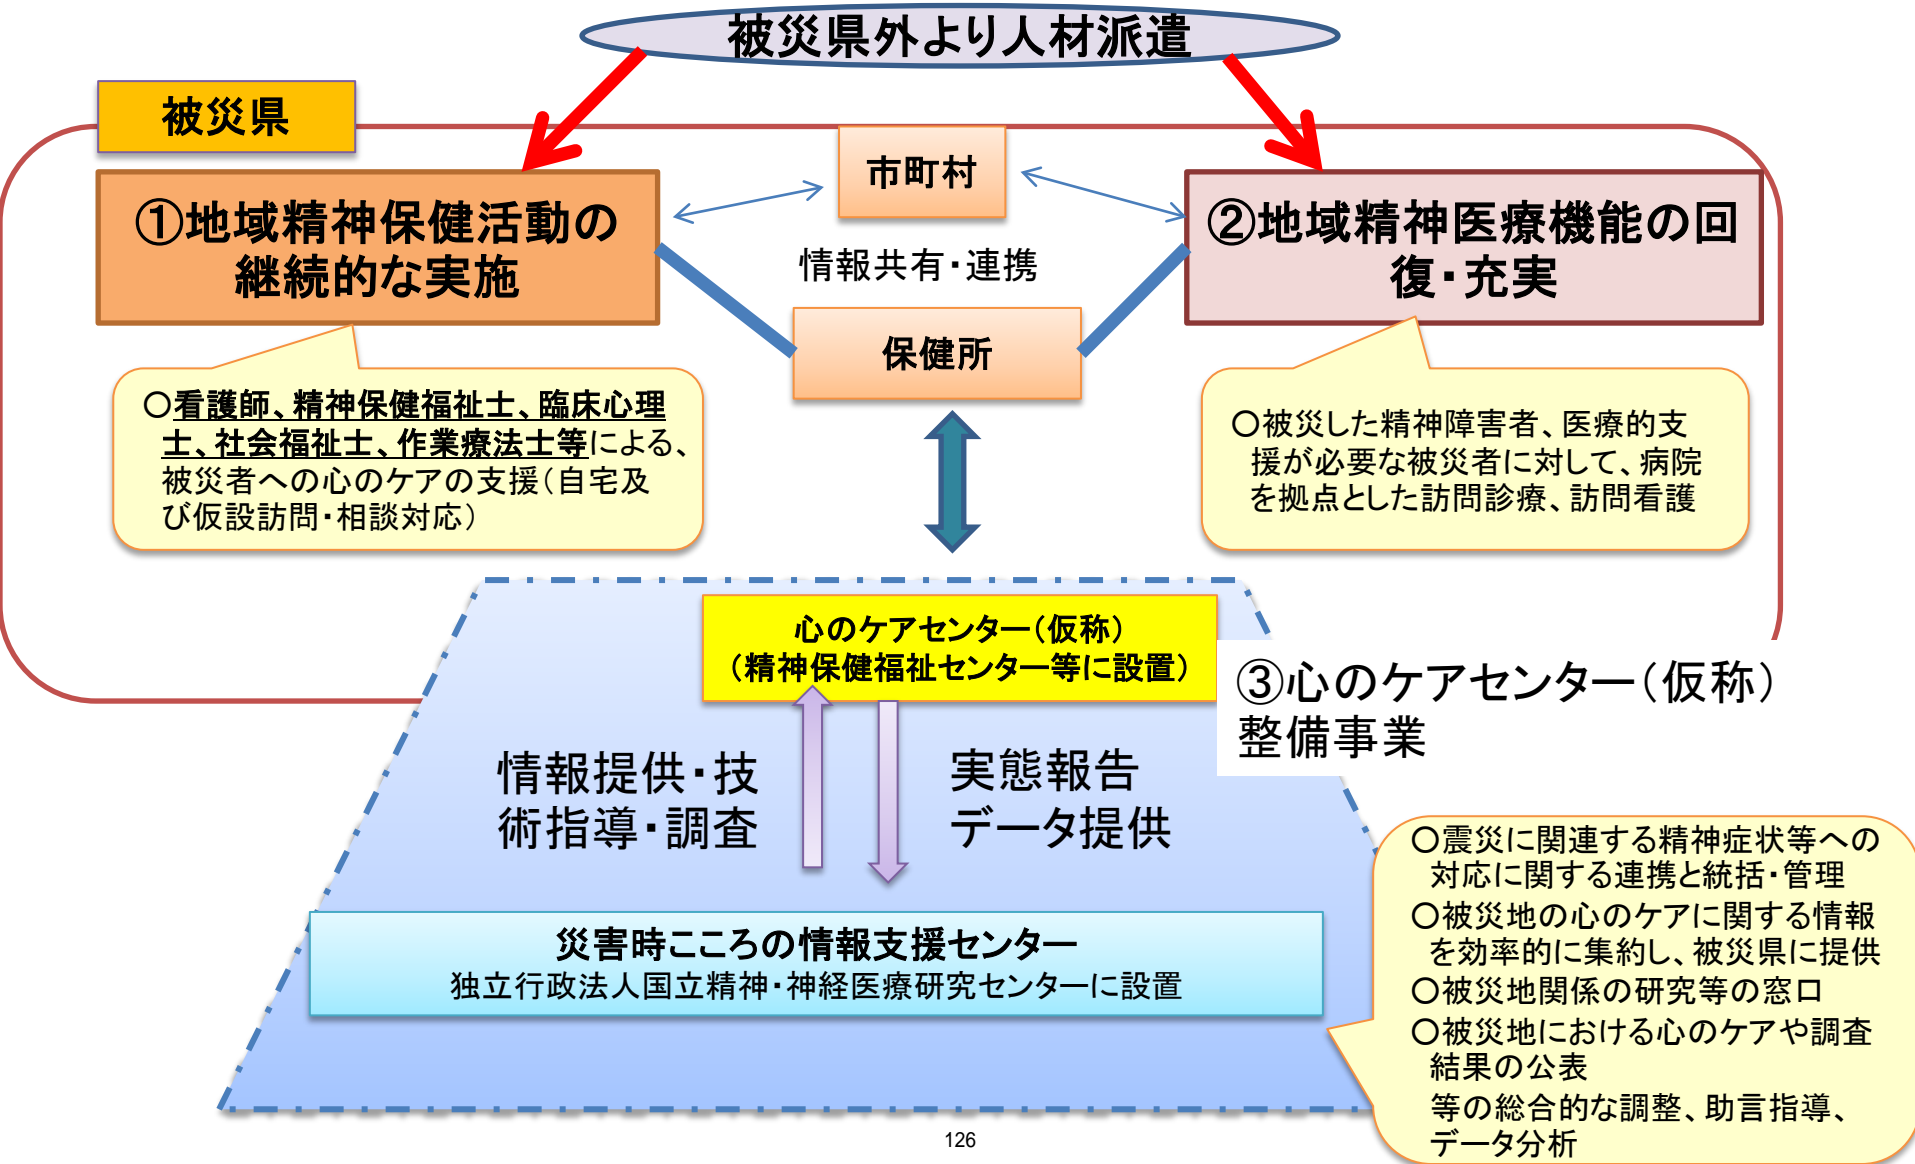 被災県外より人材派遣
被災県
市町村
①地域精神保健活動の
継続的な実施
②地域精神医療機能の回
復・充実
情報共有・連携
保健所
○看護師、精神保健福祉士、臨床心理
士、社会福祉士、作業療法士等による、
被災者への心のケアの支援（自宅及
び仮設訪問・相談対応）
○被災した精神障害者、医療的支
援が必要な被災者に対して、病院
を拠点とした訪問診療、訪問看護
心のケアセンター（仮称）
（精神保健福祉センター等に設置）
③心のケアセンター（仮称）
整備事業
情報提供・技
術指導・調査
実態報告
データ提供
災害時こころの情報支援センター
独立行政法人国立精神・神経医療研究センターに設置
○震災に関連する精神症状等への
対応に関する連携と統括・管理
○被災地の心のケアに関する情報
を効率的に集約し、被災県に提供
○被災地関係の研究等の窓口
○被災地における心のケアや調査
結果の公表
等の総合的な調整、助言指導、
データ分析
126